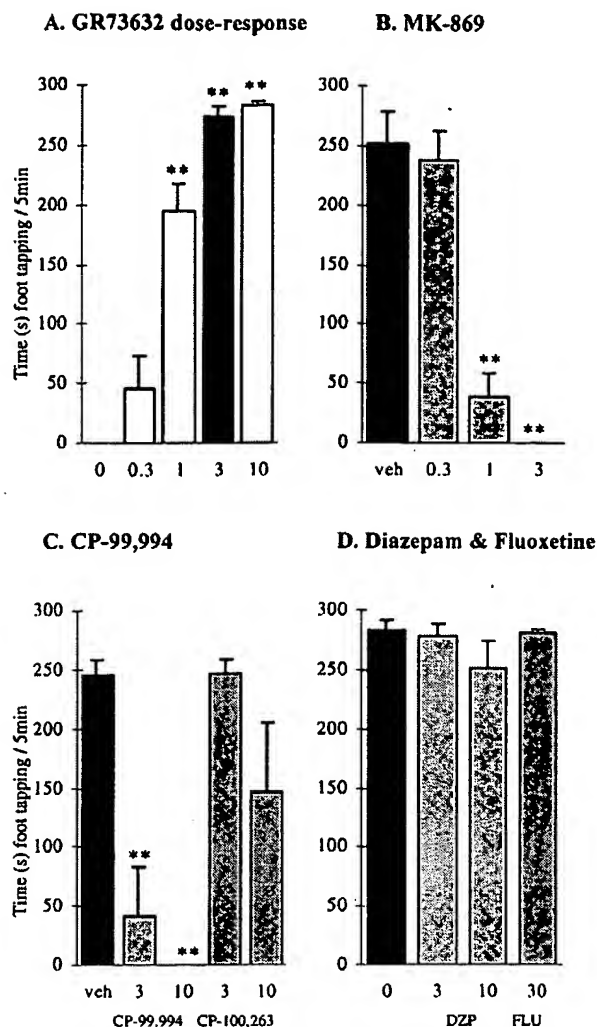 A. GR73632 dose-response
B. MK-869
Time (s) foot tapping / 5min
300
250
200
150
100
50
0
** ** **
0 0.3 1 3 10
300
250
200
150
100
50
0
** **
veh 0.3 1 3
C. CP-99,994
D. Diazepam & Fluoxetine
Time (s) foot tapping / 5min
300
250
200
150
100
50
0
** **
veh 3 10 3 10
CP-99,994 CP-100,263
300
250
200
150
100
50
0
0 3 10 30
DZP FLU